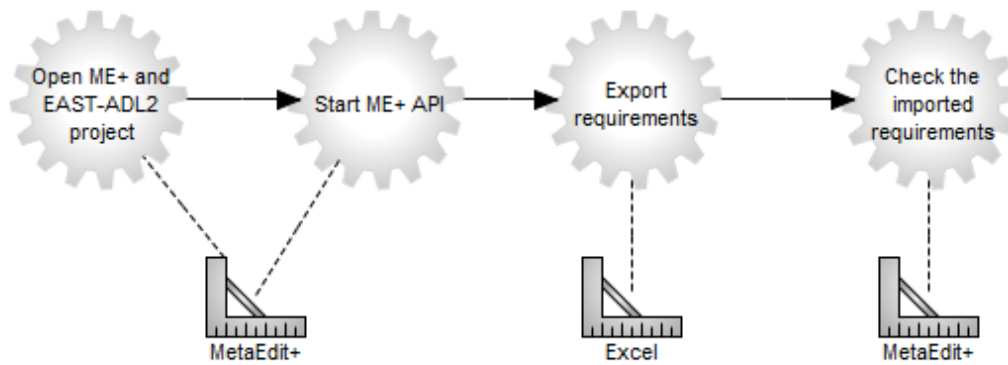 Open ME+ and
EAST-ADL2
project
Start ME+ API
Export
requirements
Check the
imported
requirements
MetaEdit+
Excel
MetaEdit+